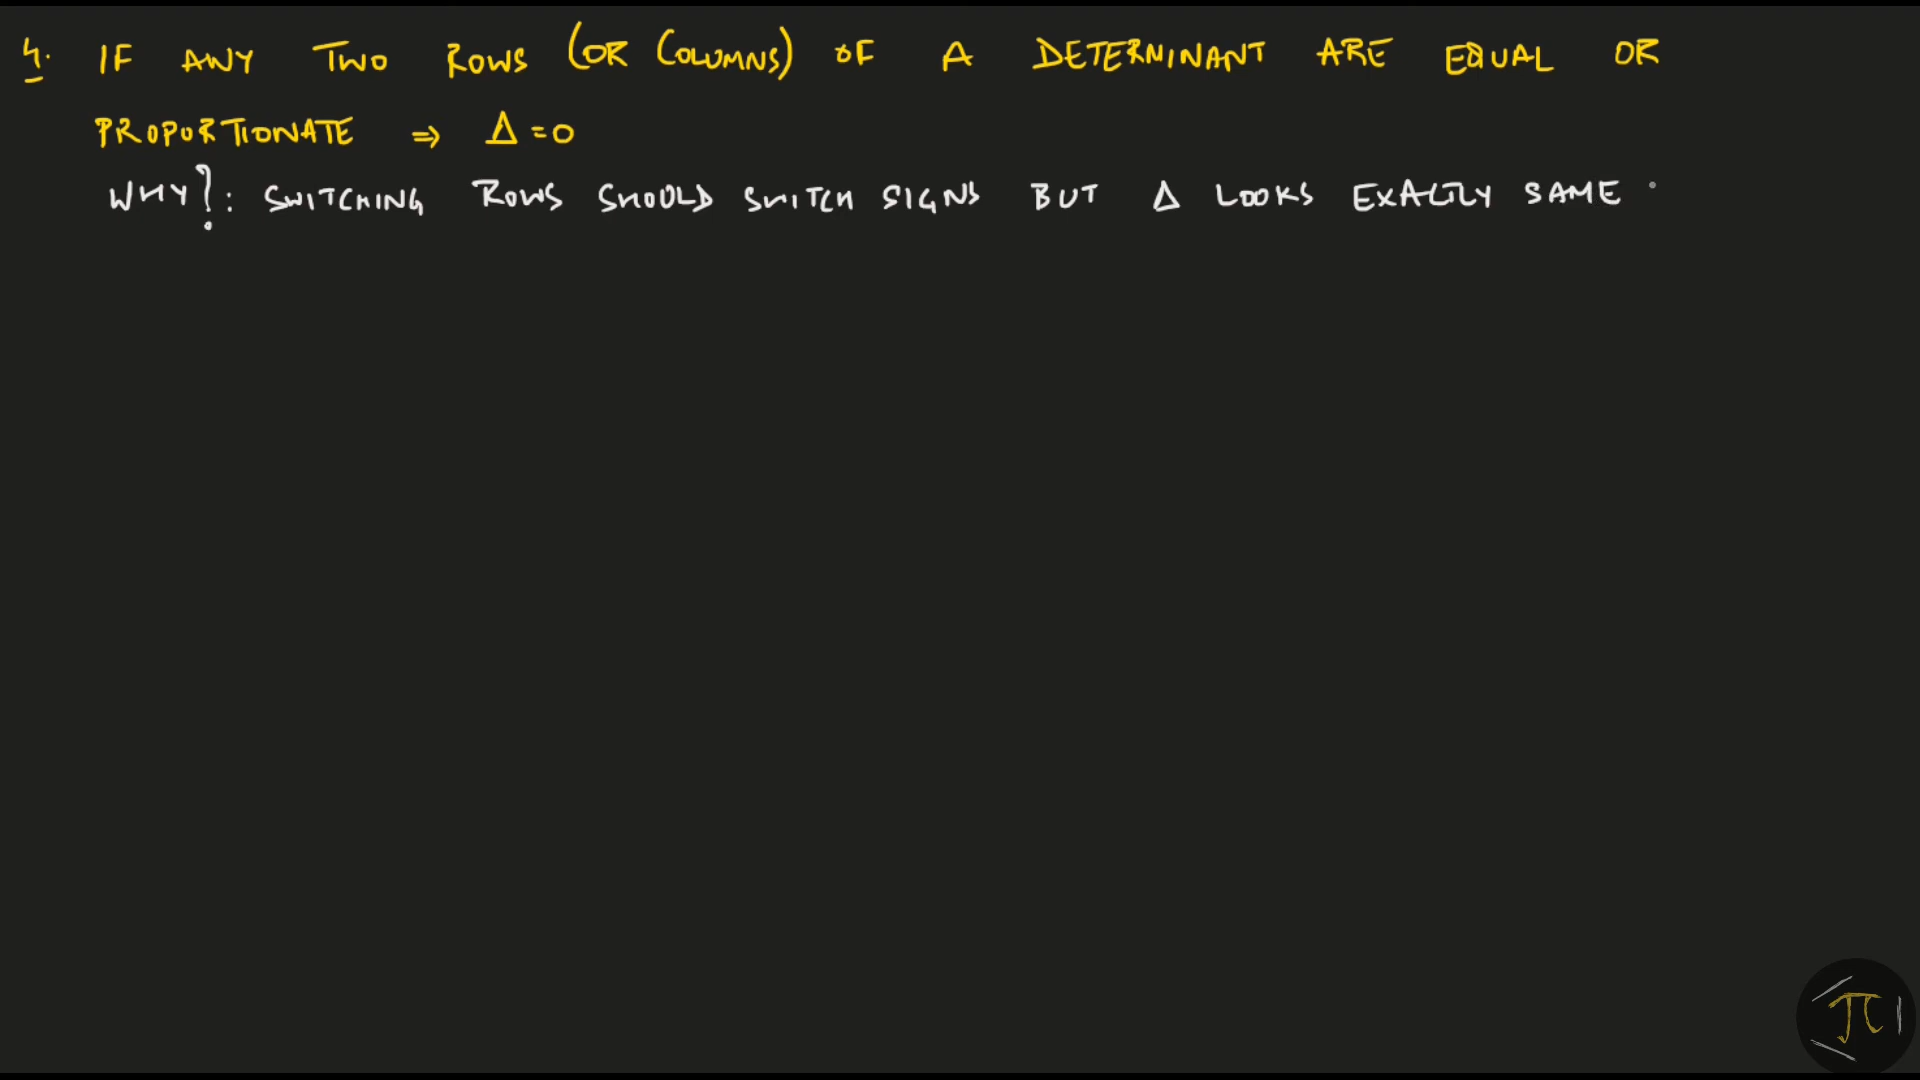 4. IF ANY TWO ROWS (OR COLUMNS) OF A DETERMINANT ARE EQUAL OR
PROPORTIONATE ⇒ Δ = 0
WHY?: SWITCHING ROWS SHOULD SWITCH SIGNS BUT Δ LOOKS EXACTLY SAME
π